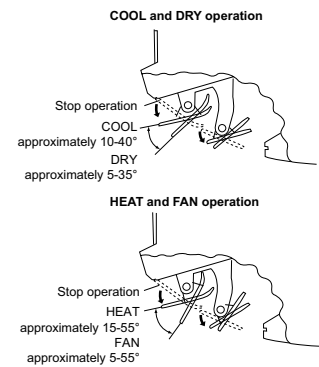 COOL and DRY operation
Stop operation
COOL
approximately 10-40°
DRY
approximately 5-35°
HEAT and FAN operation
Stop operation
HEAT
approximately 15-55°
FAN
approximately 5-55°